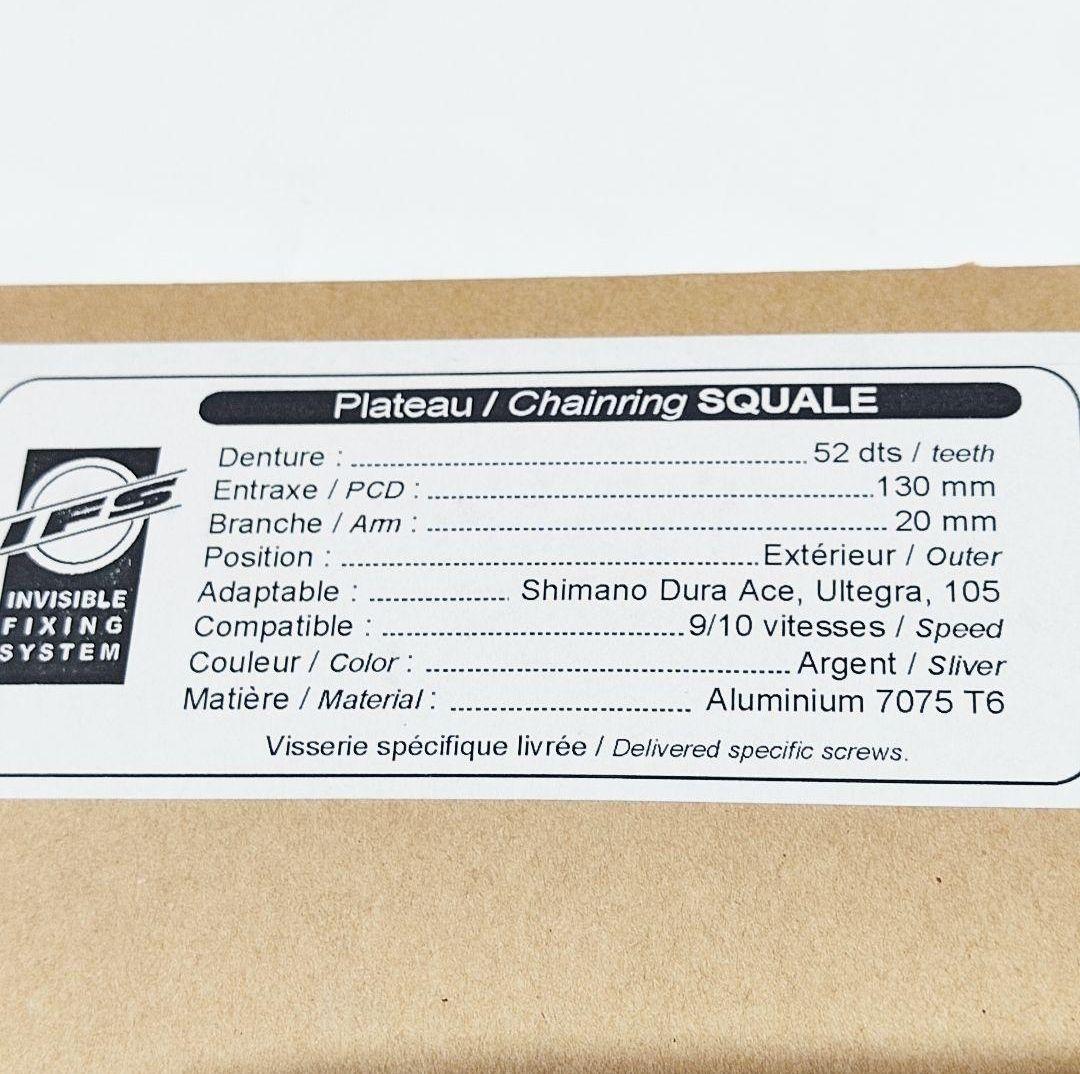 Plateau / Chainring SQUALE
Denture : 52 dts / teeth
Entraxe / PCD : 130 mm
Branche / Arm : 20 mm
Position : Extérieur / Outer
Adaptable : Shimano Dura Ace, Ultegra, 105
Compatible : 9/10 vitesses / Speed
Couleur / Color : Argent / Sliver
Matière / Material : Aluminium 7075 T6
Visserie spécifique livrée / Delivered specific screws.
IFS
INVISIBLE
FIXING
SYSTEM